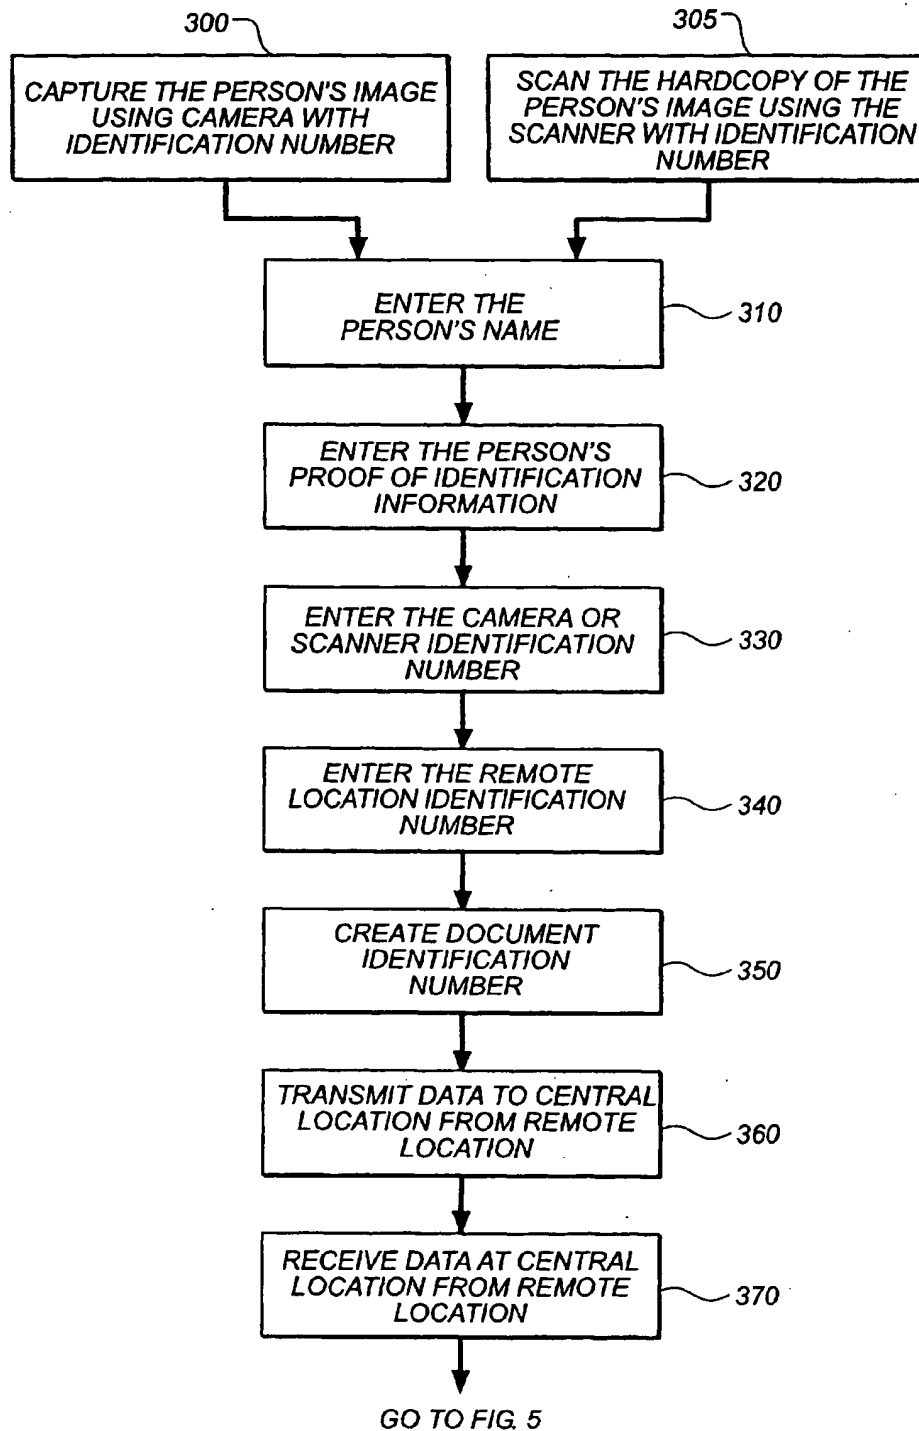 300
305
CAPTURE THE PERSON'S IMAGE
USING CAMERA WITH
IDENTIFICATION NUMBER
SCAN THE HARDCOPY OF THE
PERSON'S IMAGE USING THE
SCANNER WITH IDENTIFICATION
NUMBER
ENTER THE
PERSON'S NAME
310
ENTER THE PERSON'S
PROOF OF IDENTIFICATION
INFORMATION
320
ENTER THE CAMERA OR
SCANNER IDENTIFICATION
NUMBER
330
ENTER THE REMOTE
LOCATION IDENTIFICATION
NUMBER
340
CREATE DOCUMENT
IDENTIFICATION
NUMBER
350
TRANSMIT DATA TO CENTRAL
LOCATION FROM REMOTE
LOCATION
360
RECEIVE DATA AT CENTRAL
LOCATION FROM REMOTE
LOCATION
370
GO TO FIG. 5